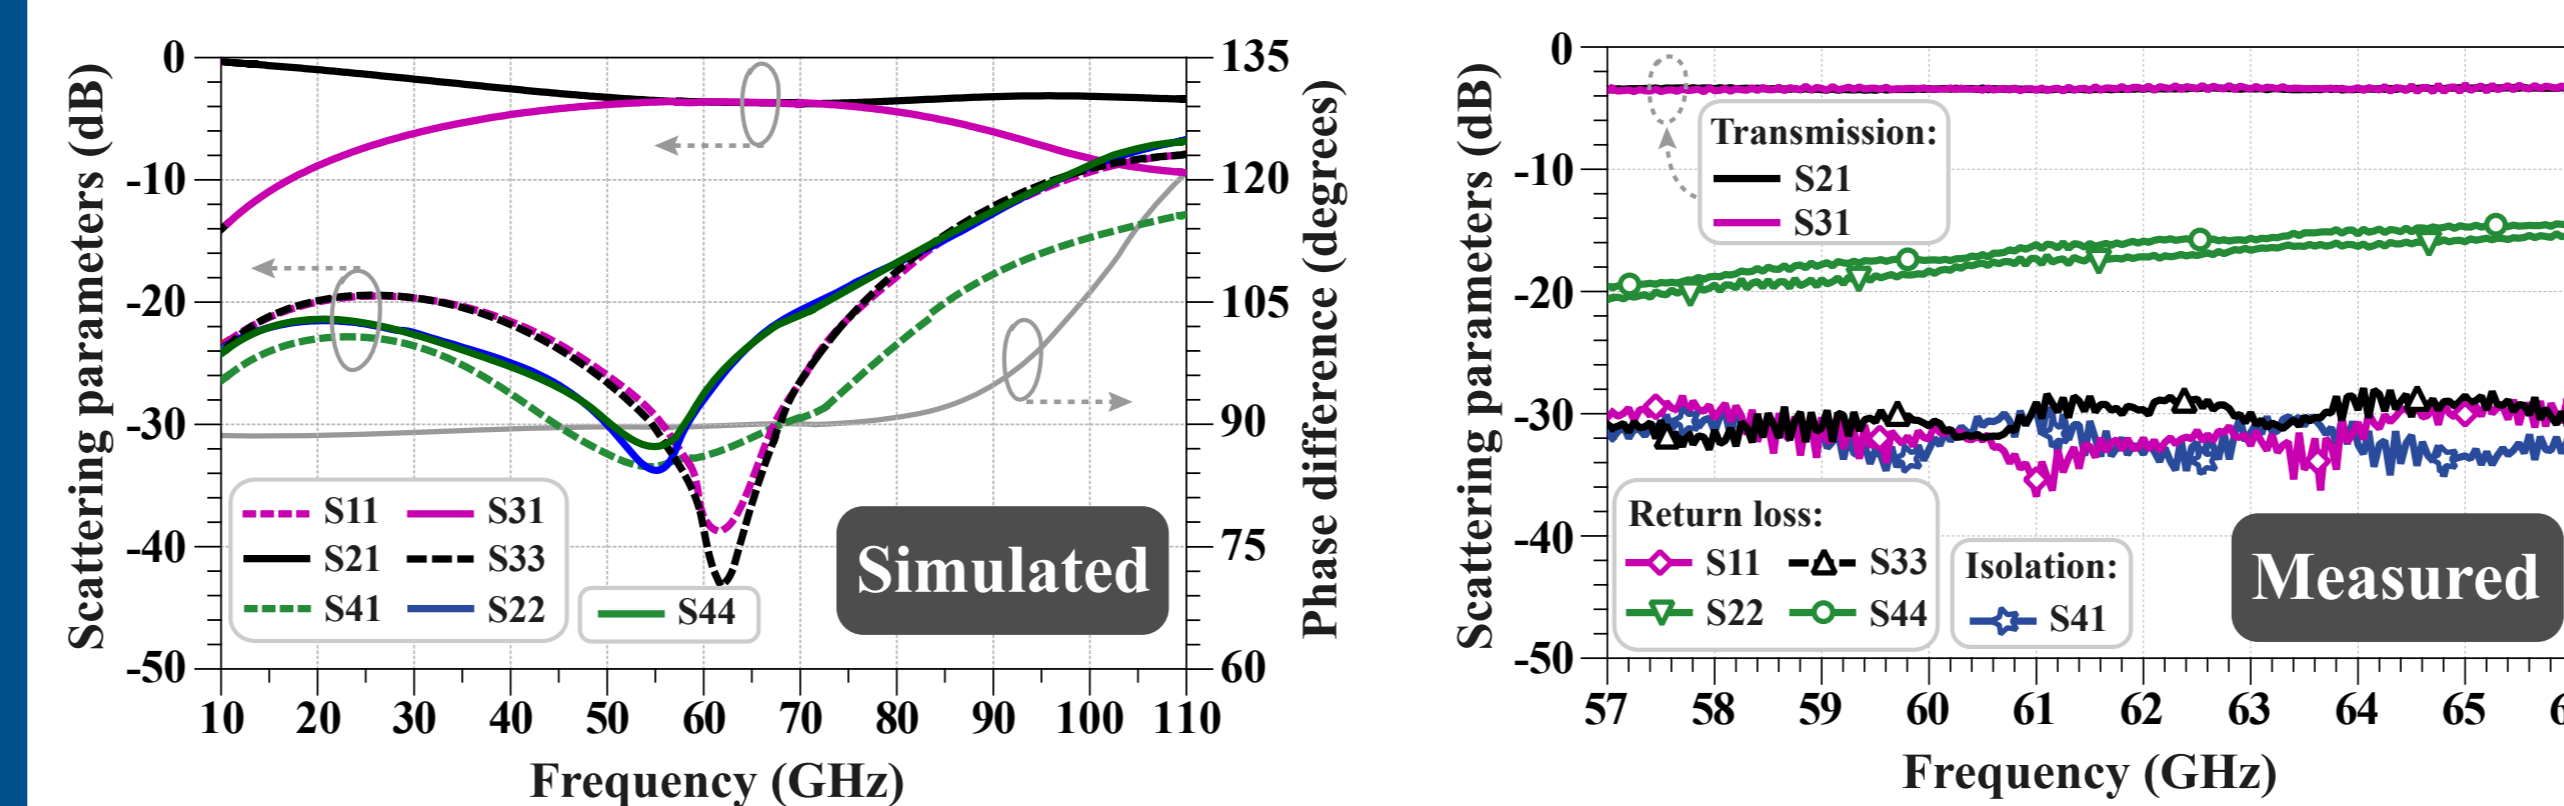 Scattering parameters (dB)
0
-10
-20
-30
-40
-50
135
120
105
90
75
60
Phase difference (degrees)
S11 S31
S21 S33
S41 S22
S44
Simulated
10 20 30 40 50 60 70 80 90 100 110
Frequency (GHz)
Scattering parameters (dB)
0
-10
-20
-30
-40
-50
Transmission:
S21
S31
Return loss:
S11 S33
S22 S44
Isolation:
S41
Measured
57 58 59 60 61 62 63 64 65
Frequency (GHz)